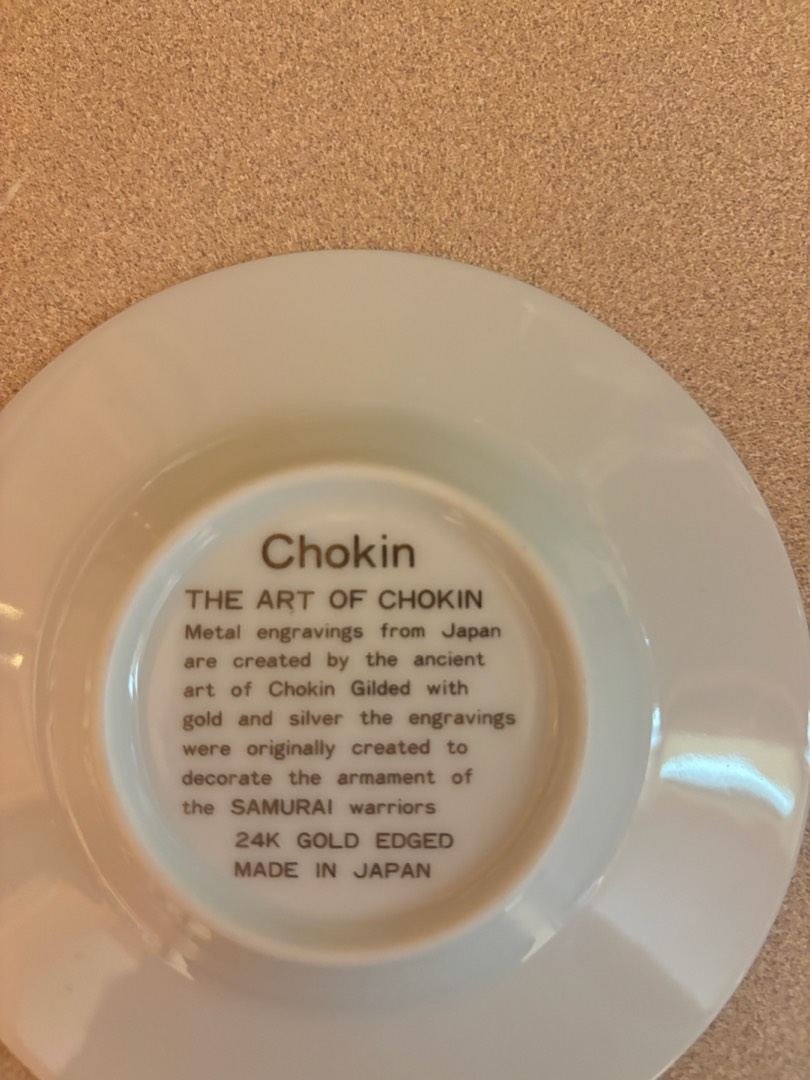 Chokin
THE ART OF CHOKIN
Metal engravings from Japan
are created by the ancient
art of Chokin Gilded with
gold and silver the engravings
were originally created to
decorate the armament of
the SAMURAI warriors
24K GOLD EDGED
MADE IN JAPAN